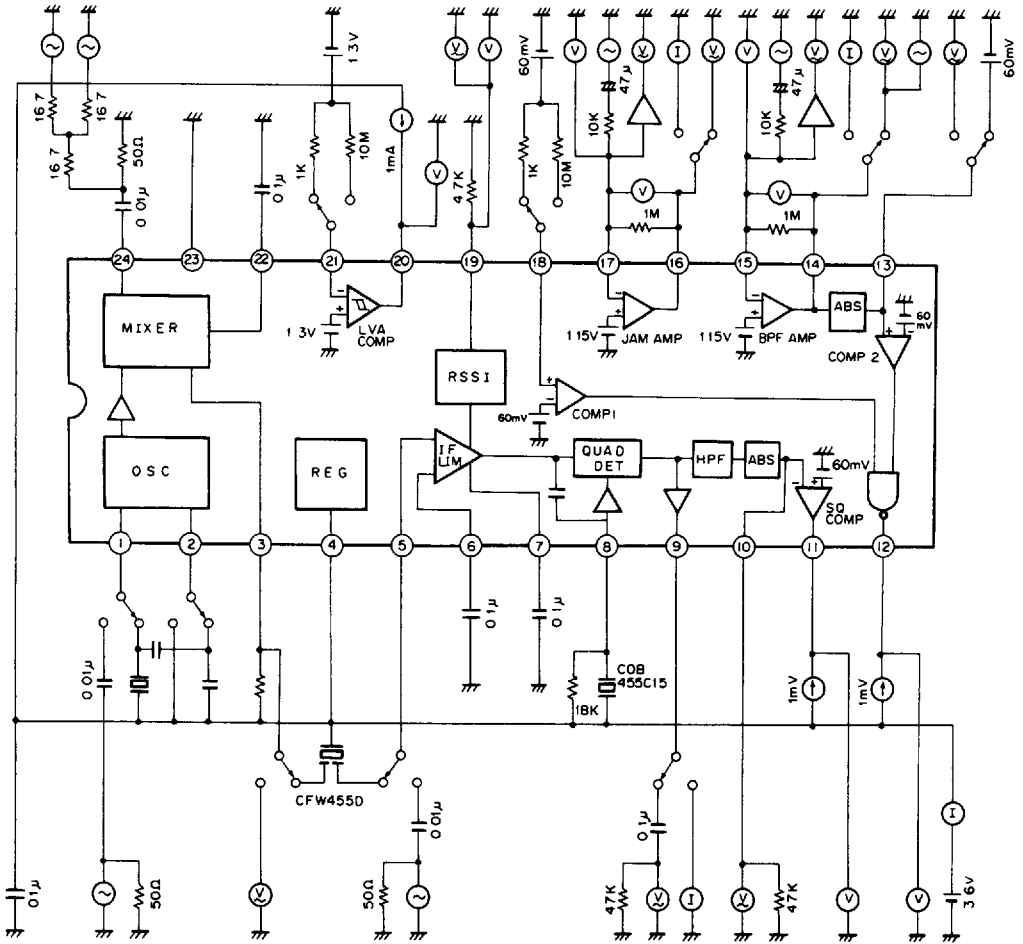 1 3V
60mV
47µ
47µ
60mV
16 7
16 7
16 7
50Ω
0 01µ
0 1µ
1K
10M
1mA
4 7K
1K
10M
10K
1M
10K
1M
24
23
22
21
20
19
18
17
16
15
14
13
MIXER
1 3V
LVA
COMP
115V
JAM AMP
115V
BPF AMP
ABS
60
mV
COMP 2
RSSI
60mV
COMP1
OSC
REG
IF
LIM
QUAD
DET
HPF
ABS
60mV
SQ
COMP
1
2
3
4
5
6
7
8
9
10
11
12
0 01µ
0 1µ
0 1µ
18K
COB
455C15
1mV
1mV
CFW455D
0 01µ
0 1µ
01µ
50Ω
50Ω
47K
47K
3 6V